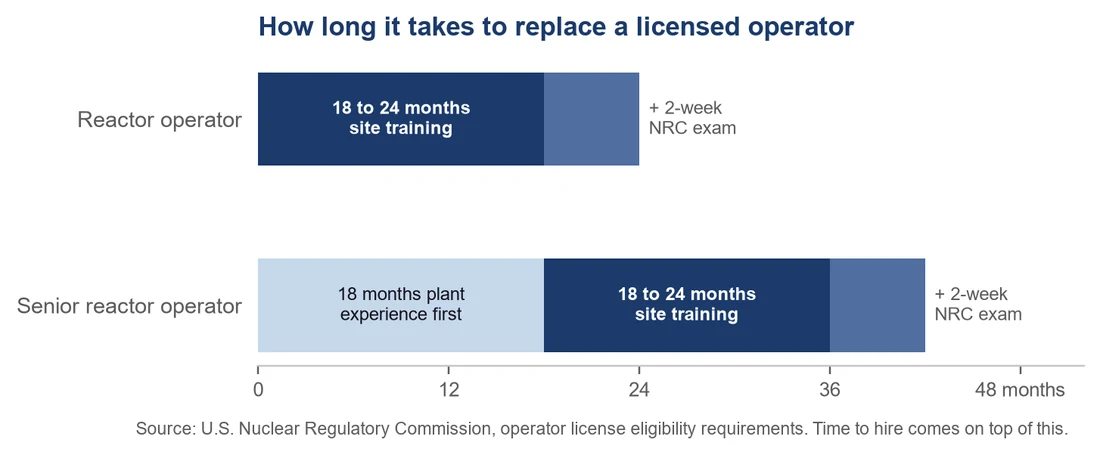 How long it takes to replace a licensed operator
Reactor operator
18 to 24 months
site training
+ 2-week
NRC exam
Senior reactor operator
18 months plant
experience first
18 to 24 months
site training
+ 2-week
NRC exam
0 12 24 36 48 months
Source: U.S. Nuclear Regulatory Commission, operator license eligibility requirements. Time to hire comes on top of this.